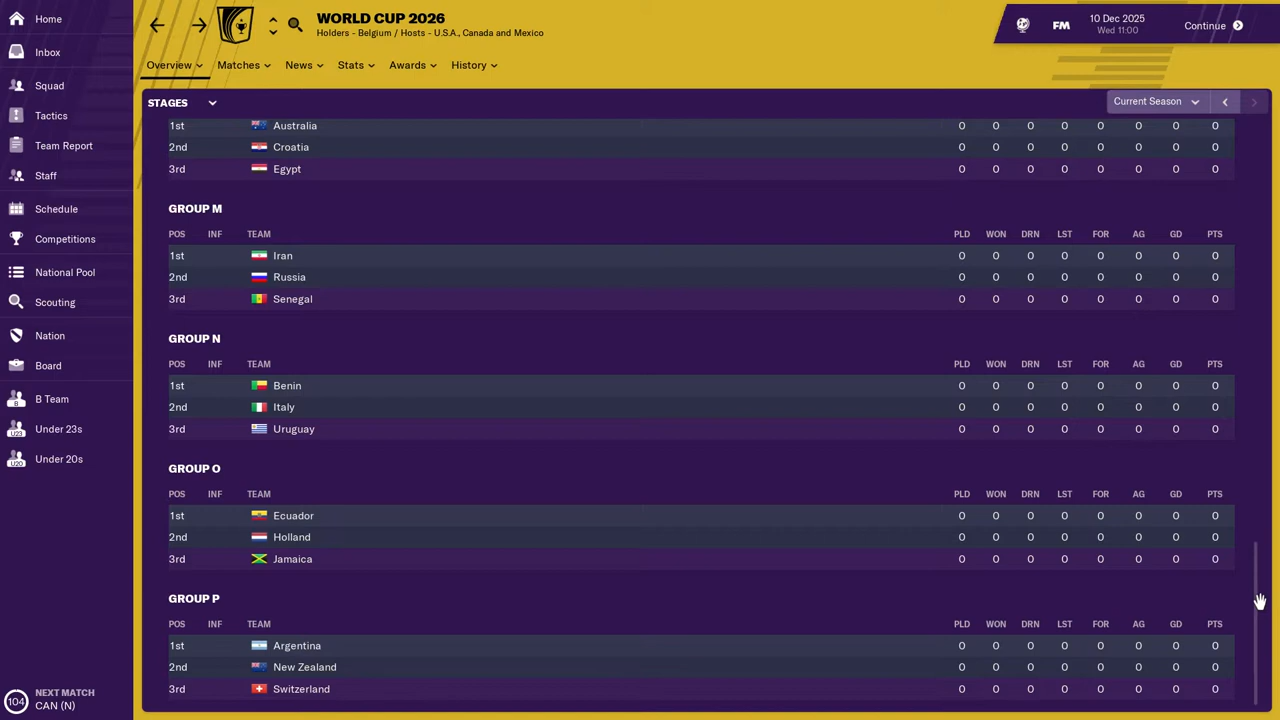 Home
Inbox
Squad
Tactics
Team Report
Staff
Schedule
Competitions
National Pool
Scouting
Nation
Board
B
B Team
U23
Under 23s
U20
Under 20s
104
NEXT MATCH
CAN (N)
WORLD CUP 2026
Holders - Belgium / Hosts - U.S.A., Canada and Mexico
FM
10 Dec 2025
Wed 11:00
Continue
Overview Matches News Stats Awards History
STAGES
Current Season
1st Australia 0 0 0 0 0 0 0 0
2nd Croatia 0 0 0 0 0 0 0 0
3rd Egypt 0 0 0 0 0 0 0 0
GROUP M
POS INF TEAM PLD WON DRN LST FOR AG GD PTS
1st Iran 0 0 0 0 0 0 0 0
2nd Russia 0 0 0 0 0 0 0 0
3rd Senegal 0 0 0 0 0 0 0 0
GROUP N
POS INF TEAM PLD WON DRN LST FOR AG GD PTS
1st Benin 0 0 0 0 0 0 0 0
2nd Italy 0 0 0 0 0 0 0 0
3rd Uruguay 0 0 0 0 0 0 0 0
GROUP O
POS INF TEAM PLD WON DRN LST FOR AG GD PTS
1st Ecuador 0 0 0 0 0 0 0 0
2nd Holland 0 0 0 0 0 0 0 0
3rd Jamaica 0 0 0 0 0 0 0 0
GROUP P
POS INF TEAM PLD WON DRN LST FOR AG GD PTS
1st Argentina 0 0 0 0 0 0 0 0
2nd New Zealand 0 0 0 0 0 0 0 0
3rd Switzerland 0 0 0 0 0 0 0 0